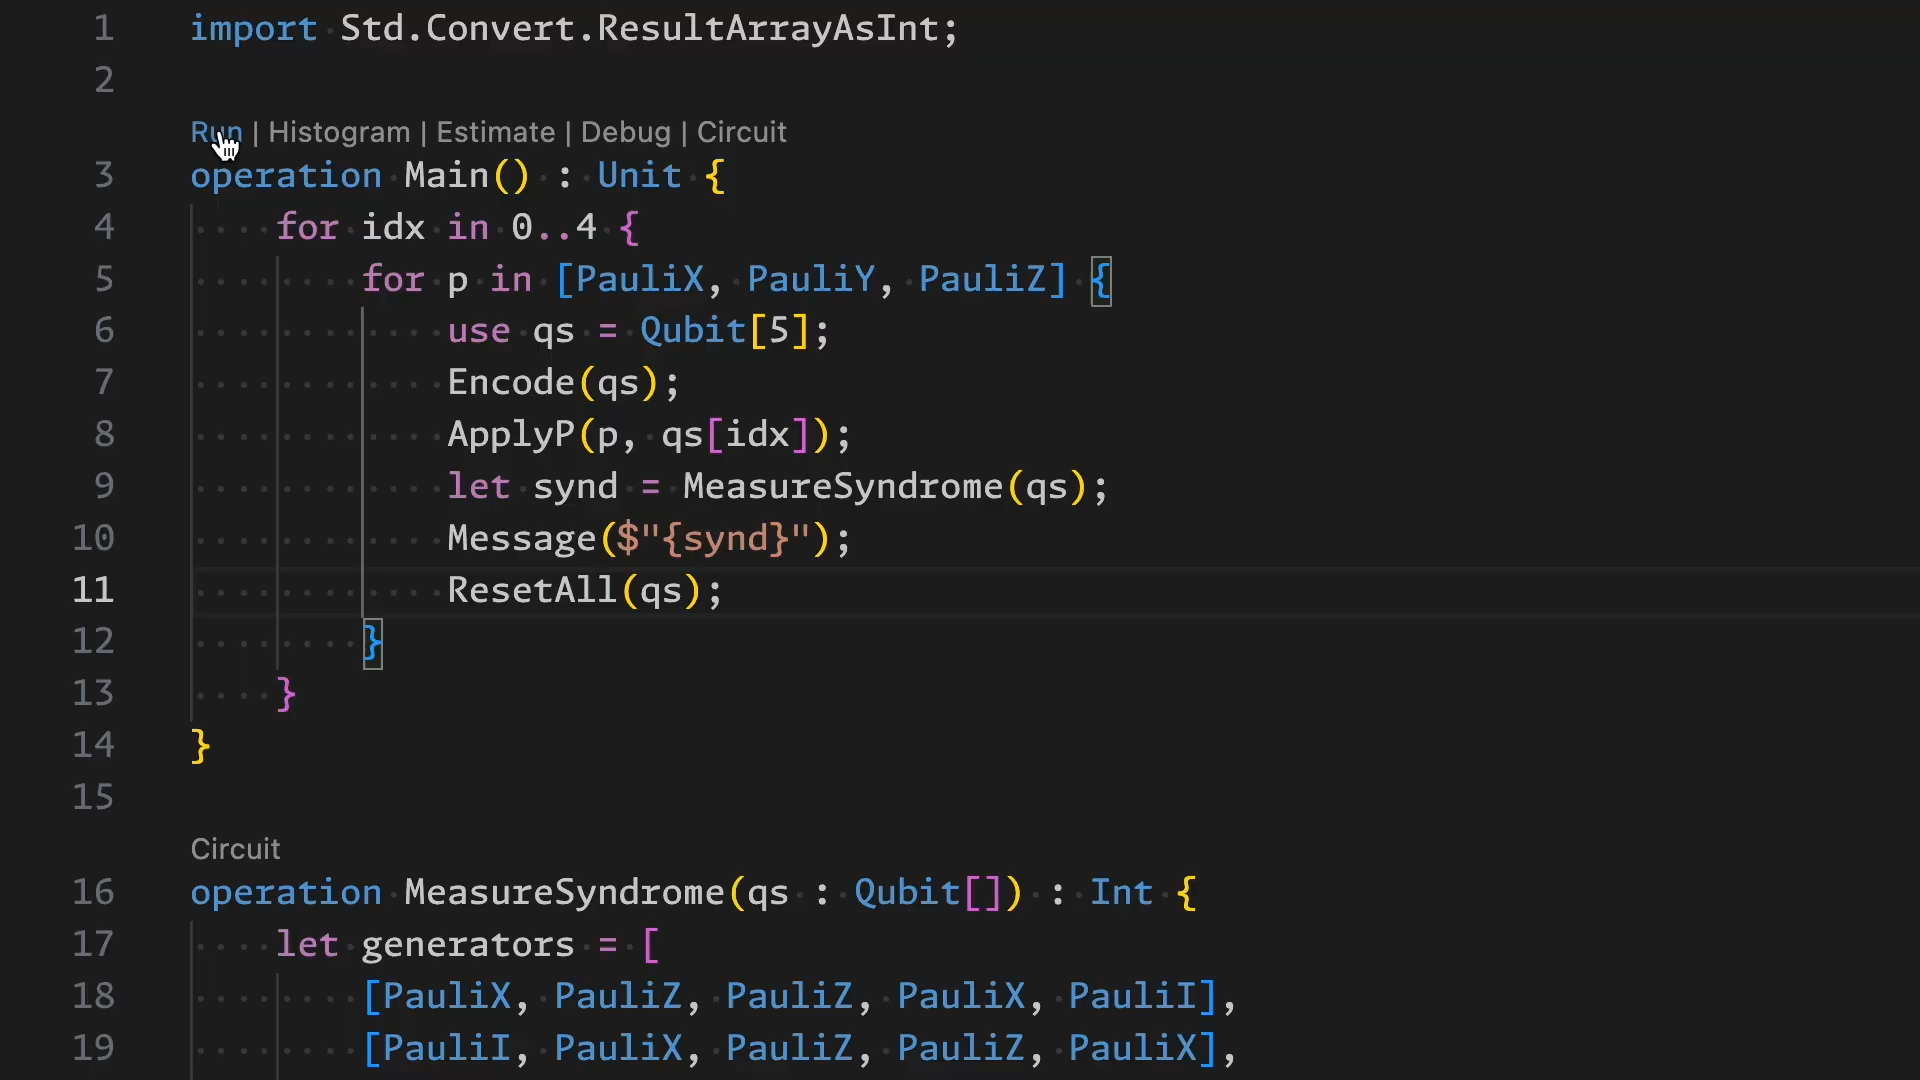 1 import Std.Convert.ResultArrayAsInt;
2
Run | Histogram | Estimate | Debug | Circuit
3 operation Main() : Unit {
4 for idx in 0..4 {
5 for p in [PauliX, PauliY, PauliZ] {
6 use qs = Qubit[5];
7 Encode(qs);
8 ApplyP(p, qs[idx]);
9 let synd = MeasureSyndrome(qs);
10 Message($"{synd}");
11 ResetAll(qs);
12 }
13 }
14 }
15
Circuit
16 operation MeasureSyndrome(qs : Qubit[]) : Int {
17 let generators = [
18 [PauliX, PauliZ, PauliZ, PauliX, PauliI],
19 [PauliI, PauliX, PauliZ, PauliZ, PauliX],